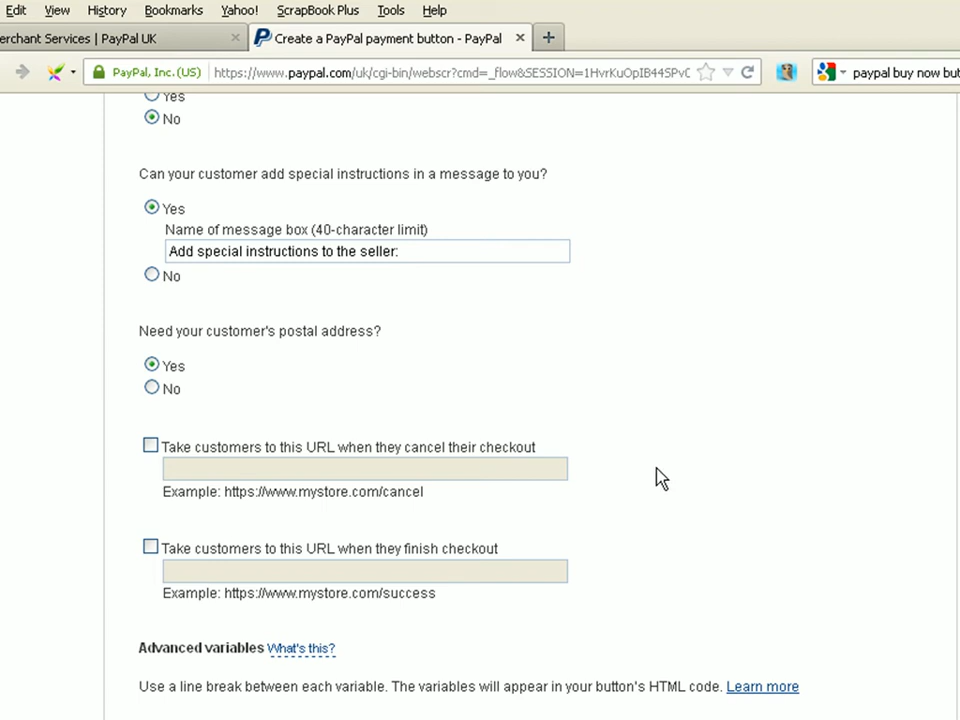 Edit View History Bookmarks Yahoo! ScrapBook Plus Tools Help
erchant Services | PayPal UK Create a PayPal payment button - PayPal
PayPal, Inc. (US) https://www.paypal.com/uk/cgi-bin/webscr?cmd=_flow&SESSION=1HvrKuOpIB44SPvC paypal buy now but
Yes
No
Can your customer add special instructions in a message to you?
Yes
Name of message box (40-character limit)
Add special instructions to the seller:
No
Need your customer's postal address?
Yes
No
Take customers to this URL when they cancel their checkout
Example: https://www.mystore.com/cancel
Take customers to this URL when they finish checkout
Example: https://www.mystore.com/success
Advanced variables What's this?
Use a line break between each variable. The variables will appear in your button's HTML code. Learn more